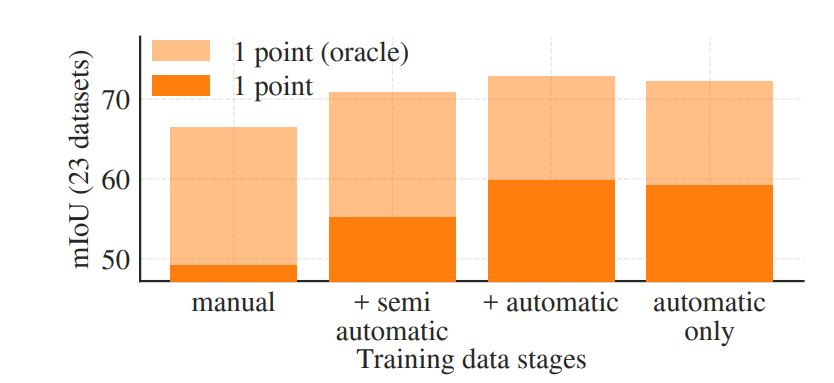 1 point (oracle)
1 point
mIoU (23 datasets)
70
60
50
manual
+ semi
automatic
+ automatic
automatic
only
Training data stages